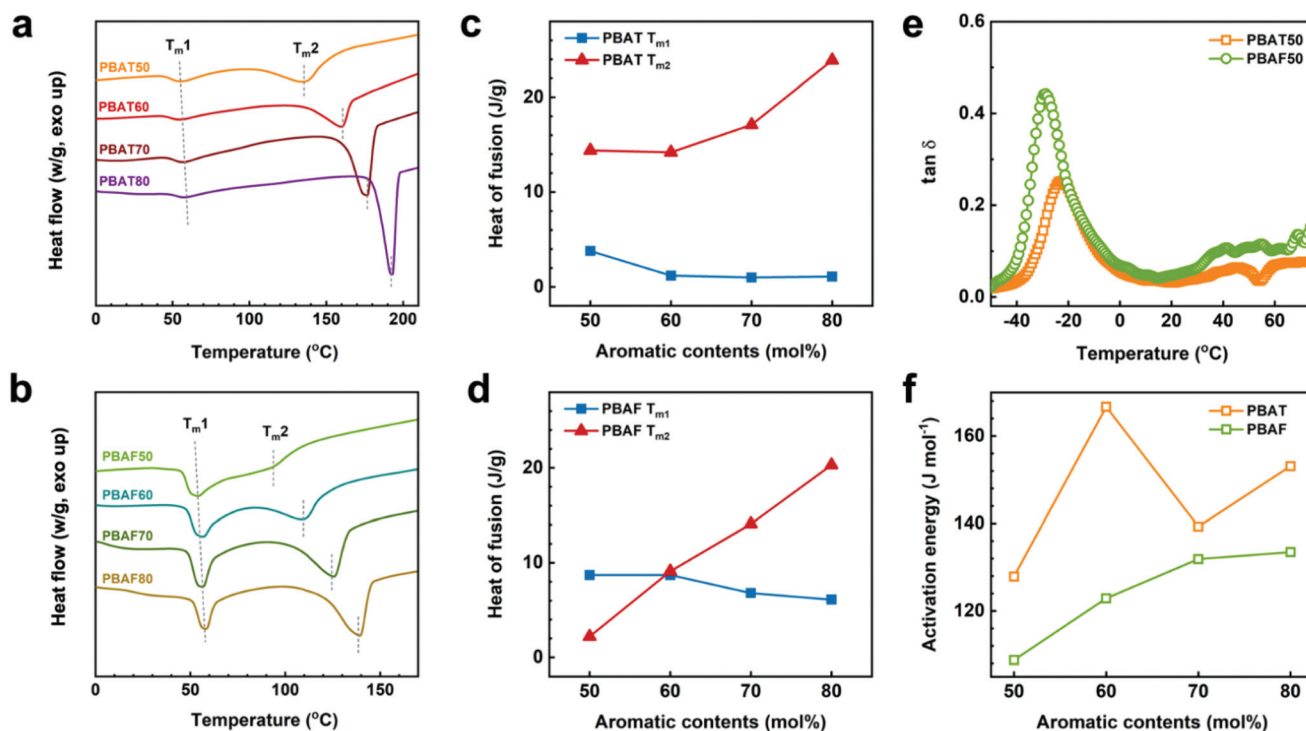 a
Tm1
Tm2
PBAT50
PBAT60
PBAT70
PBAT80
Heat flow (w/g, exo up)
0 50 100 150 200
Temperature (°C)
c
PBAT Tm1
PBAT Tm2
Heat of fusion (J/g)
20
10
0
50 60 70 80
Aromatic contents (mol%)
e
PBAT50
PBAF50
tan δ
0.6
0.4
0.2
0.0
-40 -20 0 20 40 60
Temperature (°C)
b
Tm1
Tm2
PBAF50
PBAF60
PBAF70
PBAF80
Heat flow (w/g, exo up)
0 50 100 150
Temperature (°C)
d
PBAF Tm1
PBAF Tm2
Heat of fusion (J/g)
20
10
0
50 60 70 80
Aromatic contents (mol%)
f
PBAT
PBAF
Activation energy (J mol⁻¹)
160
140
120
50 60 70 80
Aromatic contents (mol%)